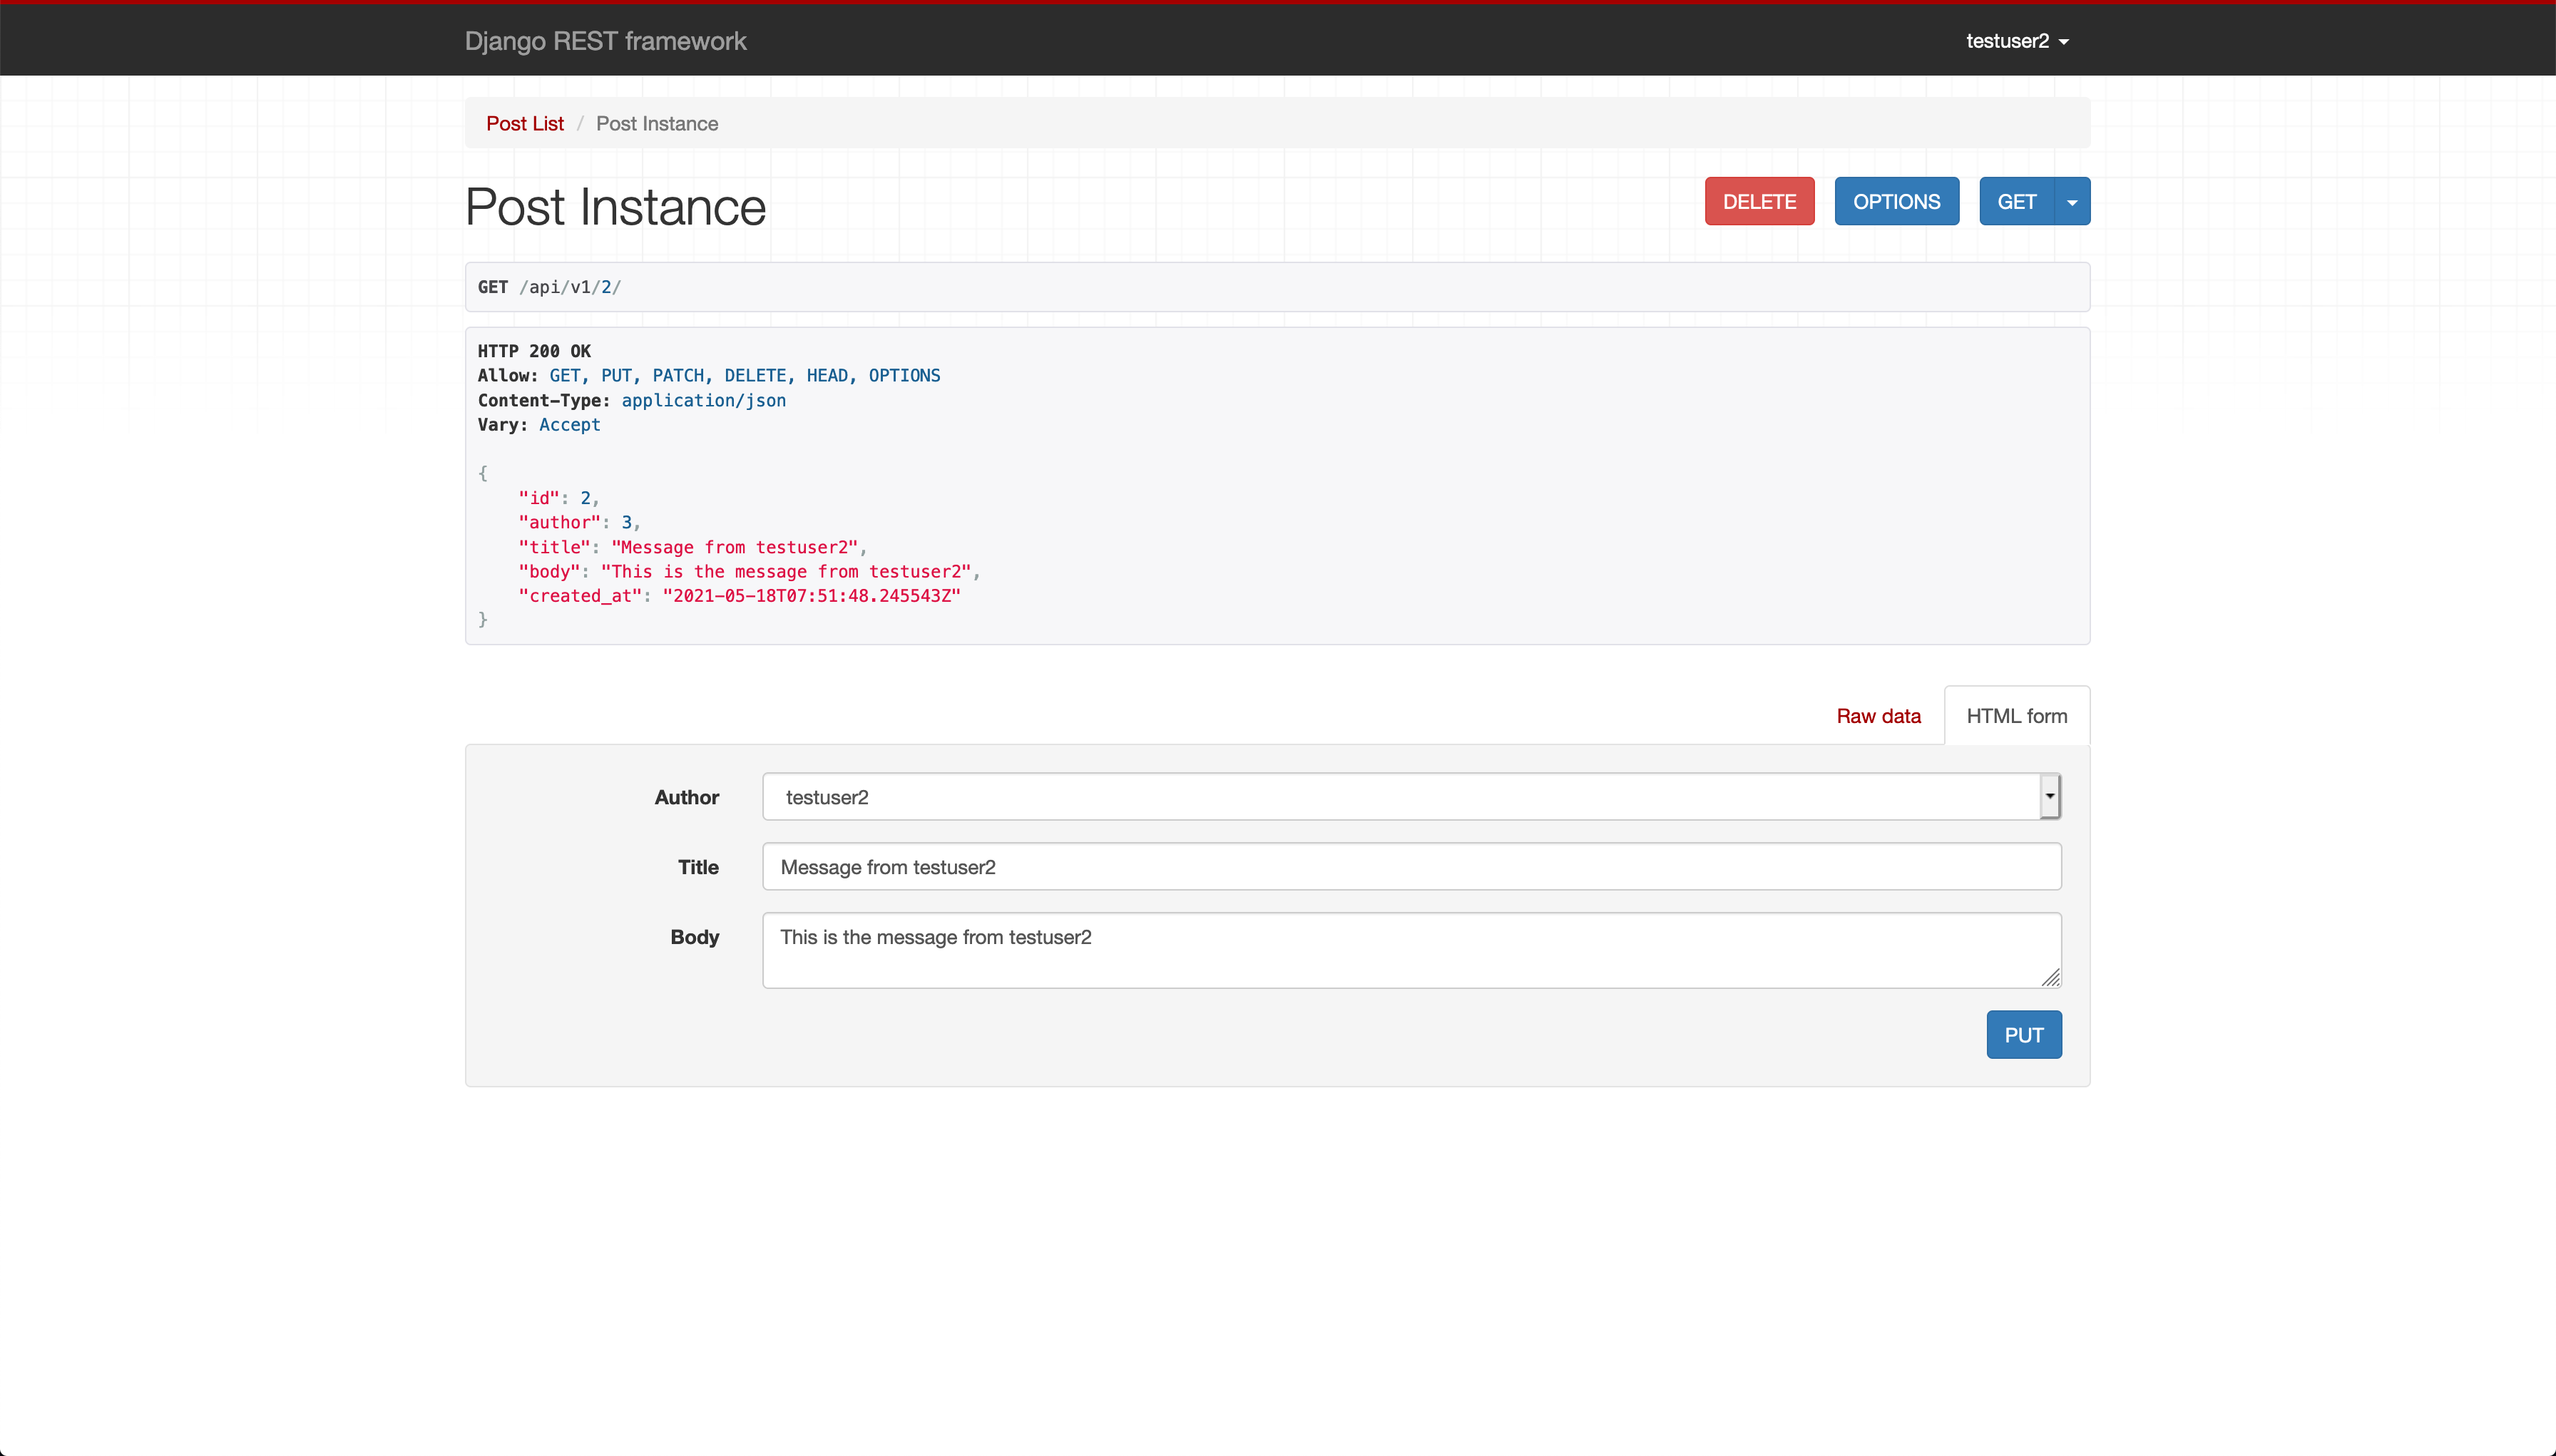 Django REST framework
testuser2
Post List / Post Instance
Post Instance
DELETE
OPTIONS
GET
GET /api/v1/2/
HTTP 200 OK
Allow: GET, PUT, PATCH, DELETE, HEAD, OPTIONS
Content-Type: application/json
Vary: Accept
{
    "id": 2,
    "author": 3,
    "title": "Message from testuser2",
    "body": "This is the message from testuser2",
    "created_at": "2021-05-18T07:51:48.245543Z"
}
Raw data
HTML form
Author
testuser2
Title
Message from testuser2
Body
This is the message from testuser2
PUT